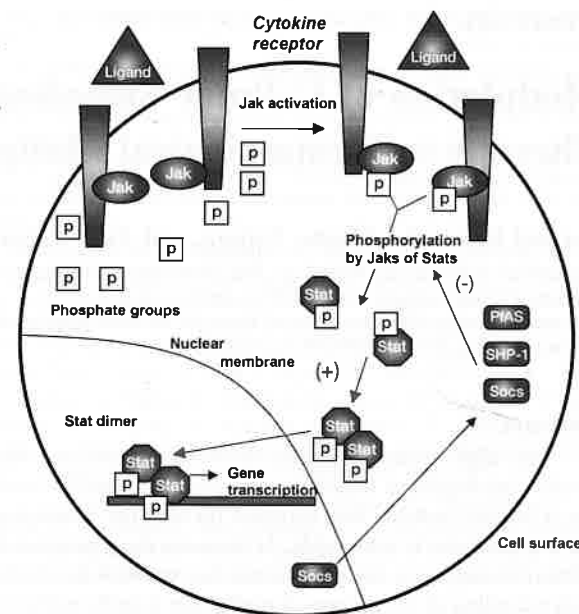 Cytokine
receptor
Ligand
Ligand
Jak activation
Jak
Jak
Jak
Jak
p
p
p
p
p
p
p
p
p
Phosphate groups
Phosphorylation
by Jaks of Stats
(-)
Stat
p
p
Stat
PIAS
SHP-1
Socs
Nuclear
membrane
(+)
Stat dimer
Stat
Stat
p
p
Stat
Stat
p
p
Gene
transcription
Socs
Cell surface